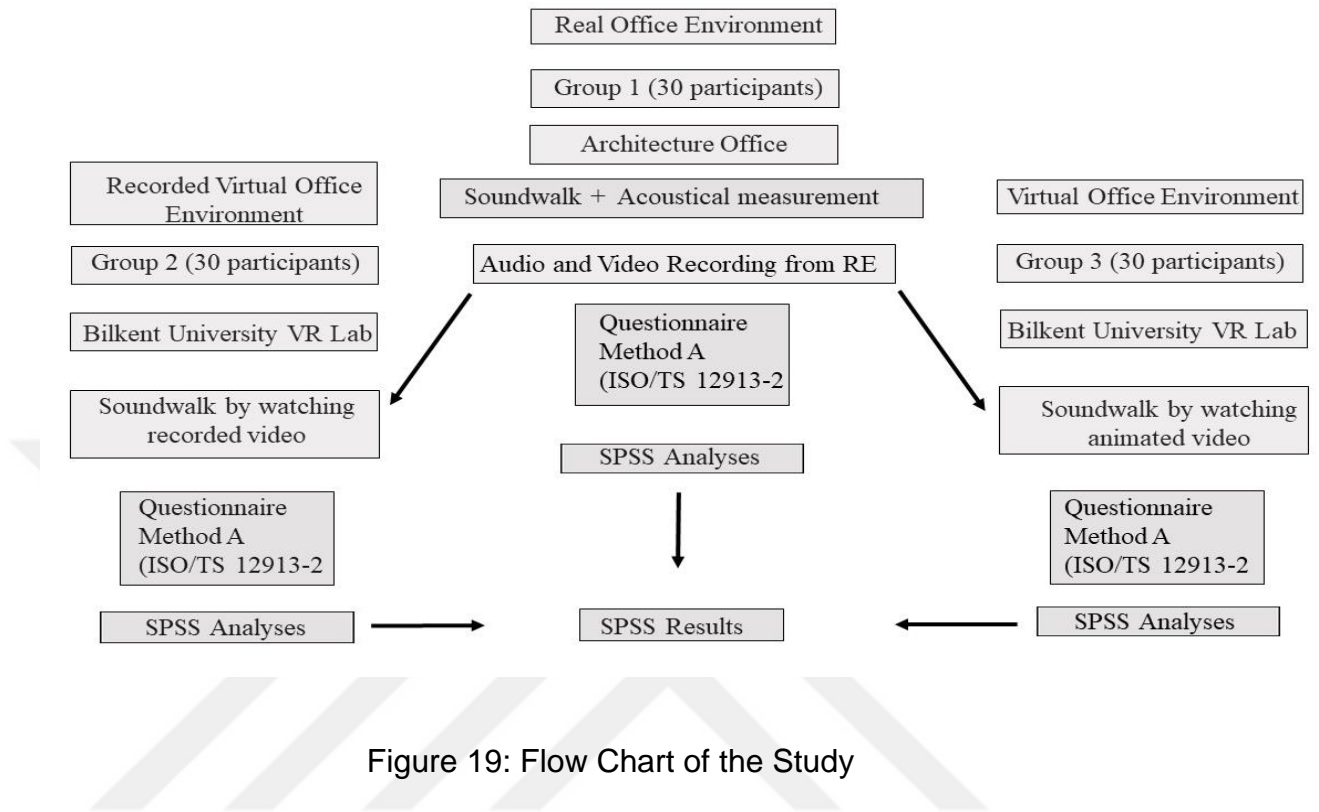 Real Office Environment
Group 1 (30 participants)
Architecture Office
Soundwalk + Acoustical measurement
Audio and Video Recording from RE
Questionnaire
Method A
(ISO/TS 12913-2
SPSS Analyses
SPSS Results
Recorded Virtual Office
Environment
Group 2 (30 participants)
Bilkent University VR Lab
Soundwalk by watching
recorded video
Questionnaire
Method A
(ISO/TS 12913-2
SPSS Analyses
Virtual Office Environment
Group 3 (30 participants)
Bilkent University VR Lab
Soundwalk by watching
animated video
Questionnaire
Method A
(ISO/TS 12913-2
SPSS Analyses
Figure 19: Flow Chart of the Study